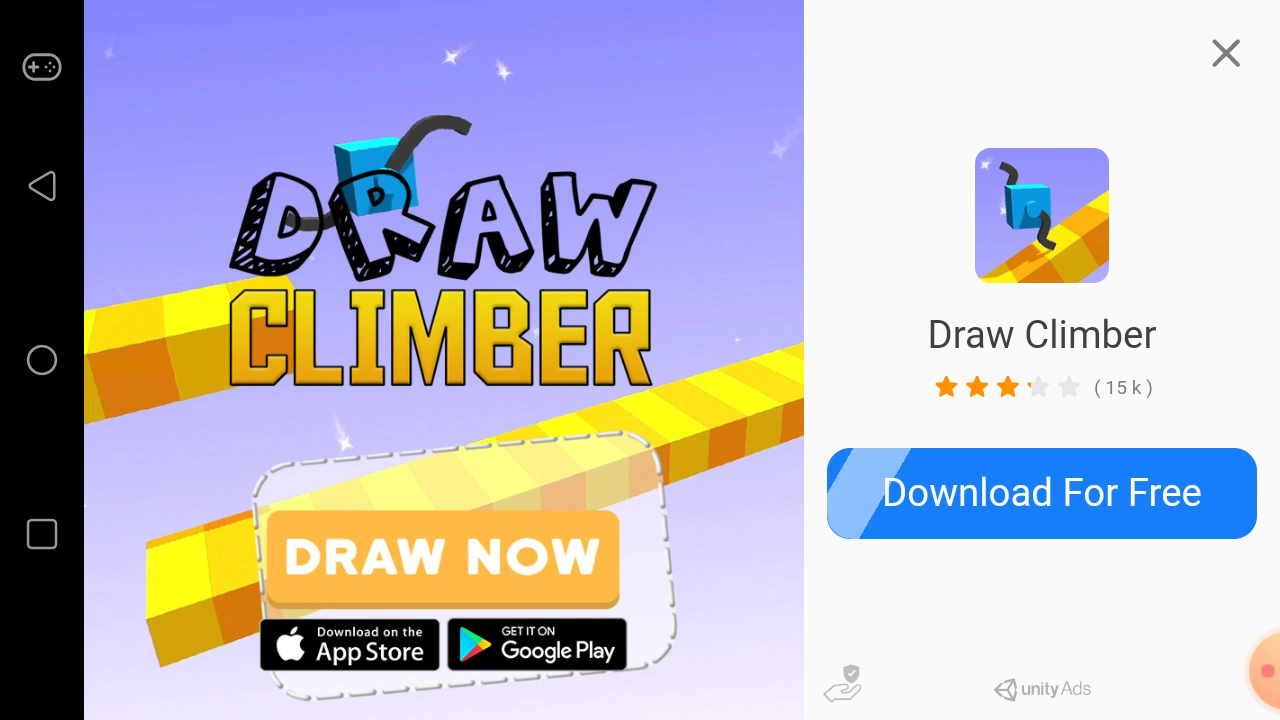 DRAW
CLIMBER
DRAW NOW
Download on the
App Store
GET IT ON
Google Play
Draw Climber
( 15 k )
Download For Free
unity Ads